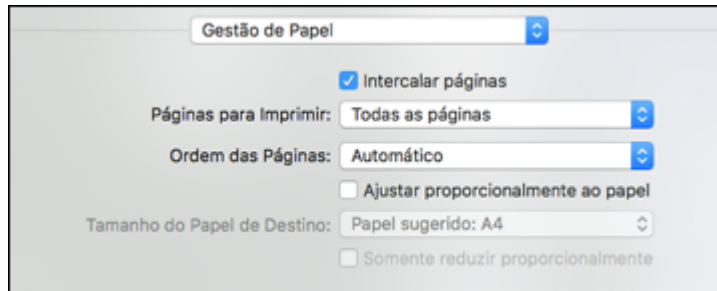 Gestão de Papel
Intercalar páginas
Páginas para Imprimir: Todas as páginas
Ordem das Páginas: Automático
Ajustar proporcionalmente ao papel
Tamanho do Papel de Destino: Papel sugerido: A4
Somente reduzir proporcionalmente